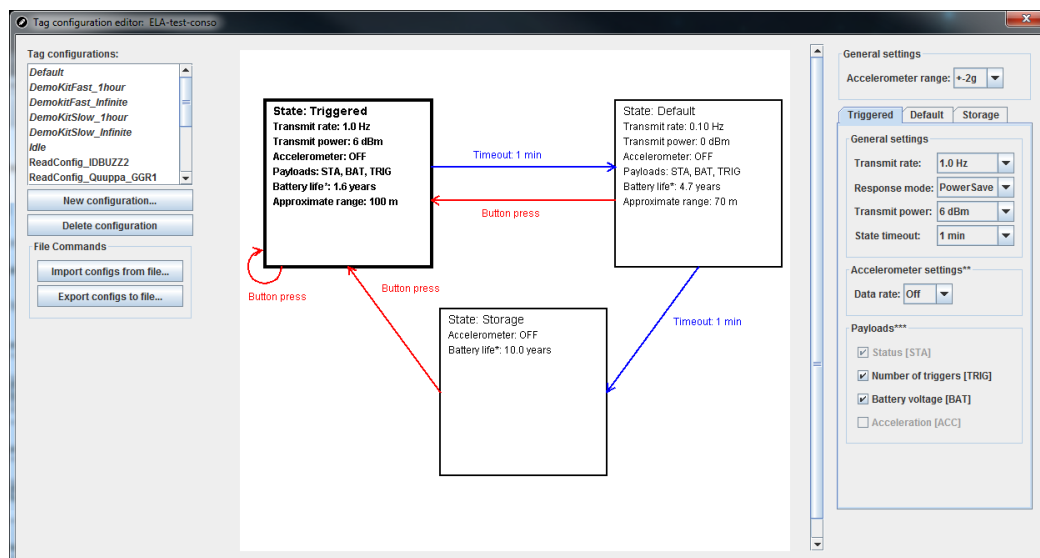 Tag configuration editor: ELA-test-conso
Tag configurations:
Default
DemoKitFast_1hour
DemokitFast_Infinite
DemoKitSlow_1hour
DemoKitSlow_Infinite
Idle
ReadConfig_IDBUZZ2
ReadConfig_Quuppa_GGR1
New configuration...
Delete configuration
File Commands
Import configs from file...
Export configs to file...
State: Triggered
Transmit rate: 1.0 Hz
Transmit power: 6 dBm
Accelerometer: OFF
Payloads: STA, BAT, TRIG
Battery life*: 1.6 years
Approximate range: 100 m
Timeout: 1 min
Button press
State: Default
Transmit rate: 0.10 Hz
Transmit power: 0 dBm
Accelerometer: OFF
Payloads: STA, BAT, TRIG
Battery life*: 4.7 years
Approximate range: 70 m
Button press
Button press
Timeout: 1 min
State: Storage
Accelerometer: OFF
Battery life*: 10.0 years
General settings
Accelerometer range: +-2g
Triggered Default Storage
General settings
Transmit rate: 1.0 Hz
Response mode: PowerSave
Transmit power: 6 dBm
State timeout: 1 min
Accelerometer settings**
Data rate: Off
Payloads***
Status [STA]
Number of triggers [TRIG]
Battery voltage [BAT]
Acceleration [ACC]